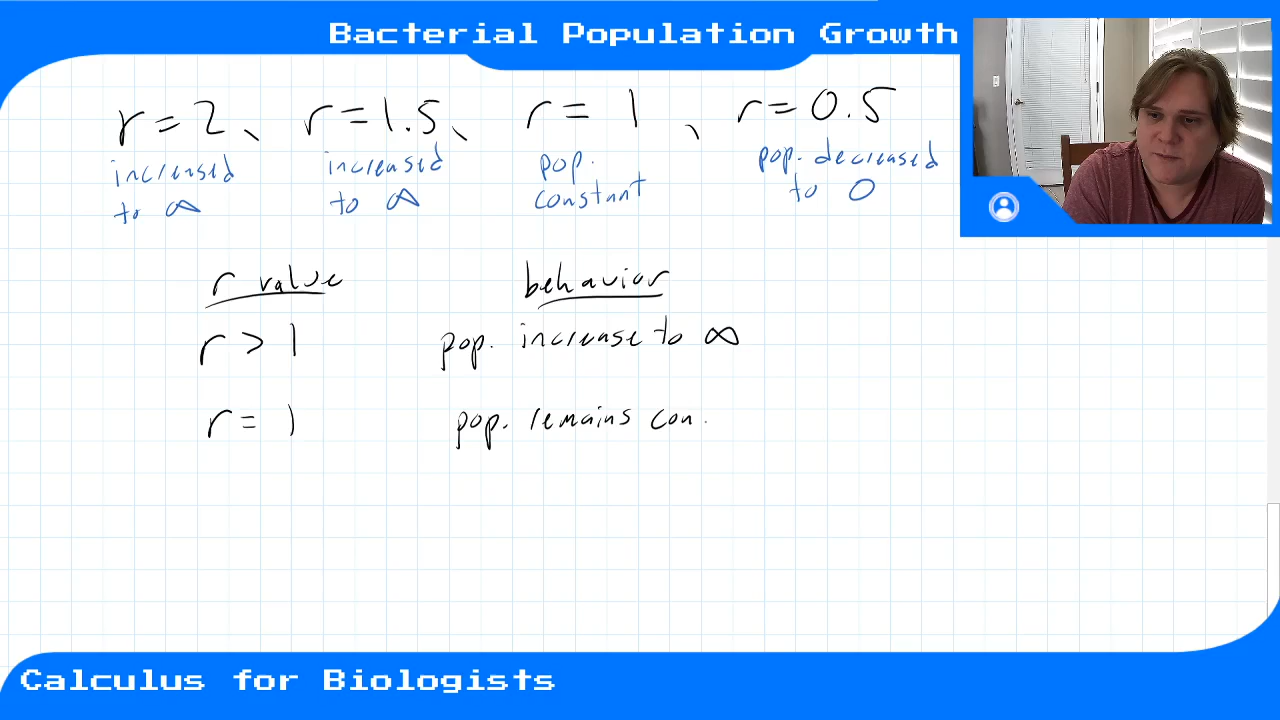 Bacterial Population Growth
r=2、 r=1.5、 r=1、 r=0.5
increased to ∞
increased to ∞
pop. constant
pop. decreased to 0
r value behavior
r > 1 pop. increase to ∞
r = 1 pop. remains con.
Calculus for Biologists